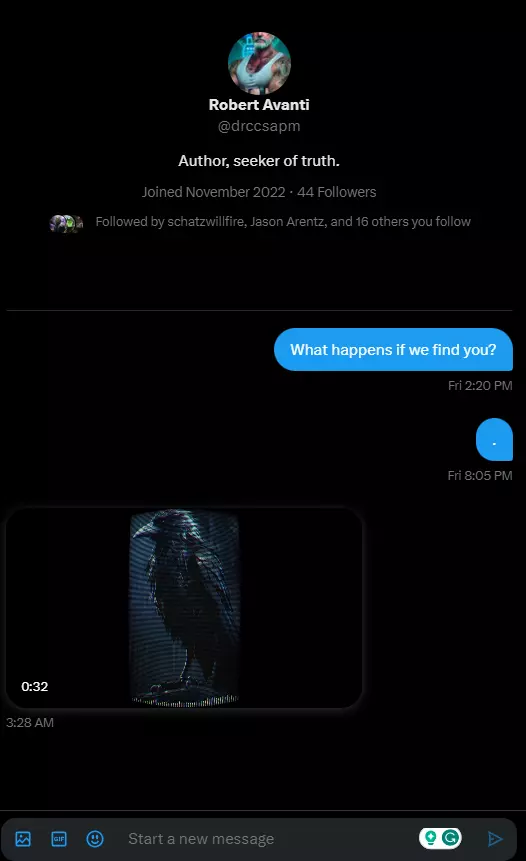 Robert Avanti
@drccsapm
Author, seeker of truth.
Joined November 2022 · 44 Followers
Followed by schatzwillfire, Jason Arentz, and 16 others you follow
What happens if we find you?
Fri 2:20 PM
.
Fri 8:05 PM
0:32
3:28 AM
GIF
Start a new message